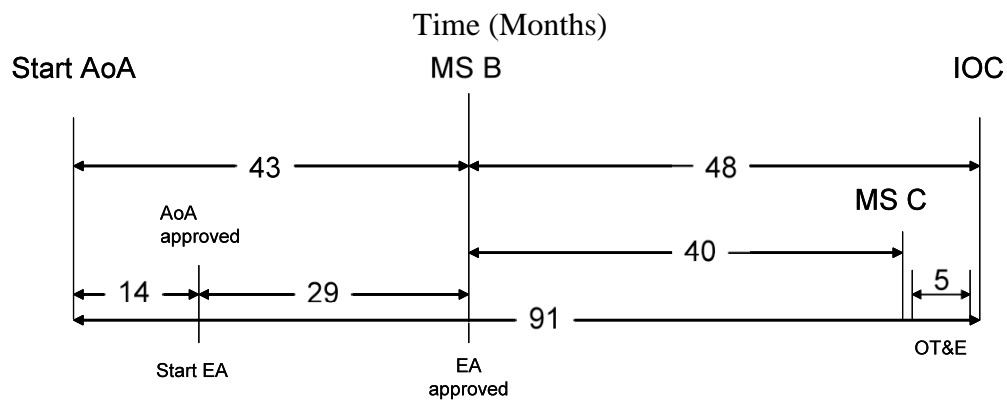 Time (Months)
Start AoA MS B IOC
43 48
AoA
approved
MS C
40
14 29 5
91
OT&E
Start EA
EA
approved